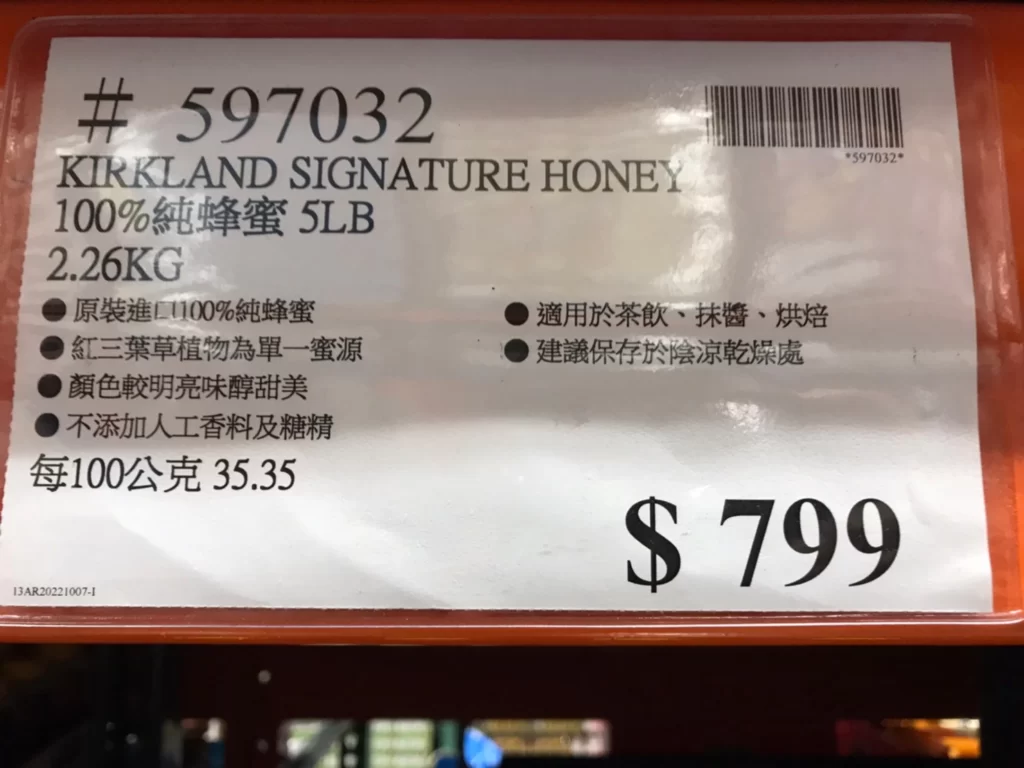 # 597032
*597032*
KIRKLAND SIGNATURE HONEY
100%純蜂蜜 5LB
2.26KG
● 原裝進口100%純蜂蜜
● 紅三葉草植物為單一蜜源
● 顏色較明亮味醇甜美
● 不添加人工香料及糖精
● 適用於茶飲、抹醬、烘焙
● 建議保存於陰涼乾燥處
每100公克 35.35
$ 799
13AR20221007-1